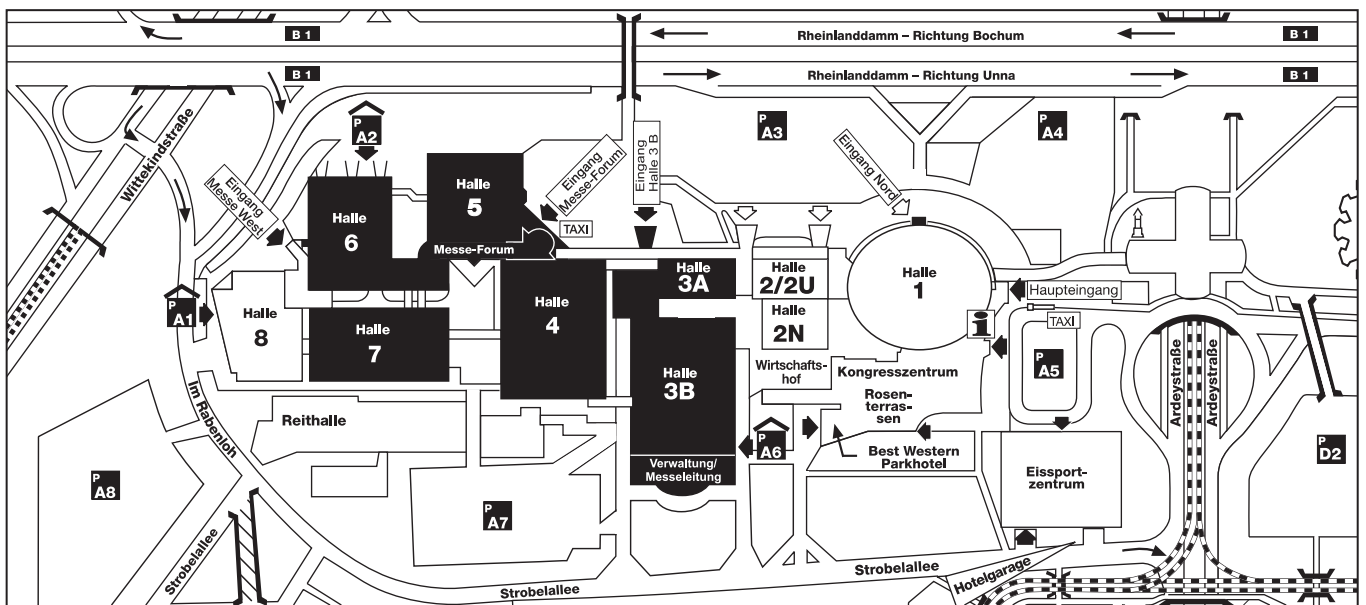 B 1
Rheinlanddamm – Richtung Bochum
B 1
B 1
Rheinlanddamm – Richtung Unna
B 1
Wittekindstraße
P
A2
P
A3
P
A4
Eingang
Messe West
Eingang
Messe-Forum
TAXI
Eingang
Halle 3 B
Eingang Nord
Halle
5
Halle
6
Messe-Forum
Halle
3A
Halle
2/2U
Halle
1
Haupteingang
P
A1
Halle
8
Halle
7
Halle
4
Halle
2N
i
TAXI
Halle
3B
Wirtschafts-
hof
Kongresszentrum
P
A5
Ardeystraße
Ardeystraße
Im Rabenloh
Reithalle
Rosen-
terras-
sen
P
A6
Best Western
Parkhotel
P
D2
Verwaltung/
Messeleitung
Eissport-
zentrum
P
A8
P
A7
Strobelallee
Strobelallee
Strobelallee
Hotelgarage